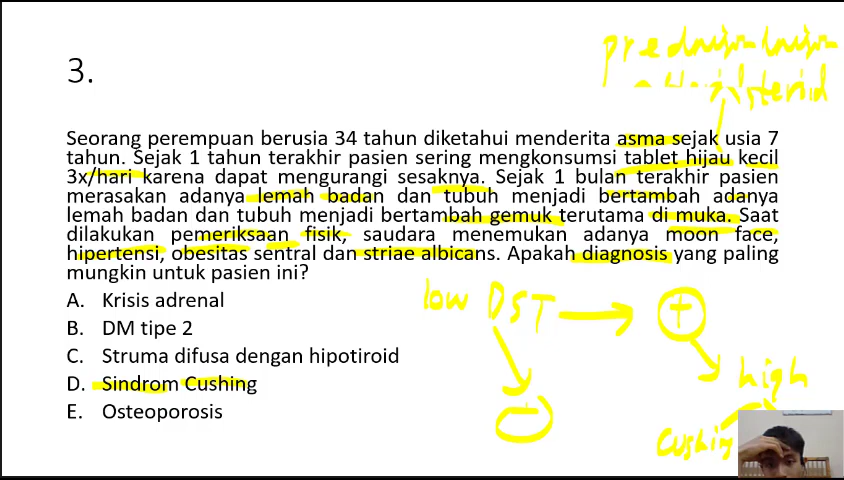 3.
Seorang perempuan berusia 34 tahun diketahui menderita asma sejak usia 7
tahun. Sejak 1 tahun terakhir pasien sering mengkonsumsi tablet hijau kecil
3x/hari karena dapat mengurangi sesaknya. Sejak 1 bulan terakhir pasien
merasakan adanya lemah badan dan tubuh menjadi bertambah adanya
lemah badan dan tubuh menjadi bertambah gemuk terutama di muka. Saat
dilakukan pemeriksaan fisik, saudara menemukan adanya moon face,
hipertensi, obesitas sentral dan striae albicans. Apakah diagnosis yang paling
mungkin untuk pasien ini?
A. Krisis adrenal
B. DM tipe 2
C. Struma difusa dengan hipotiroid
D. Sindrom Cushing
E. Osteoporosis
low DST
+
high
cushing